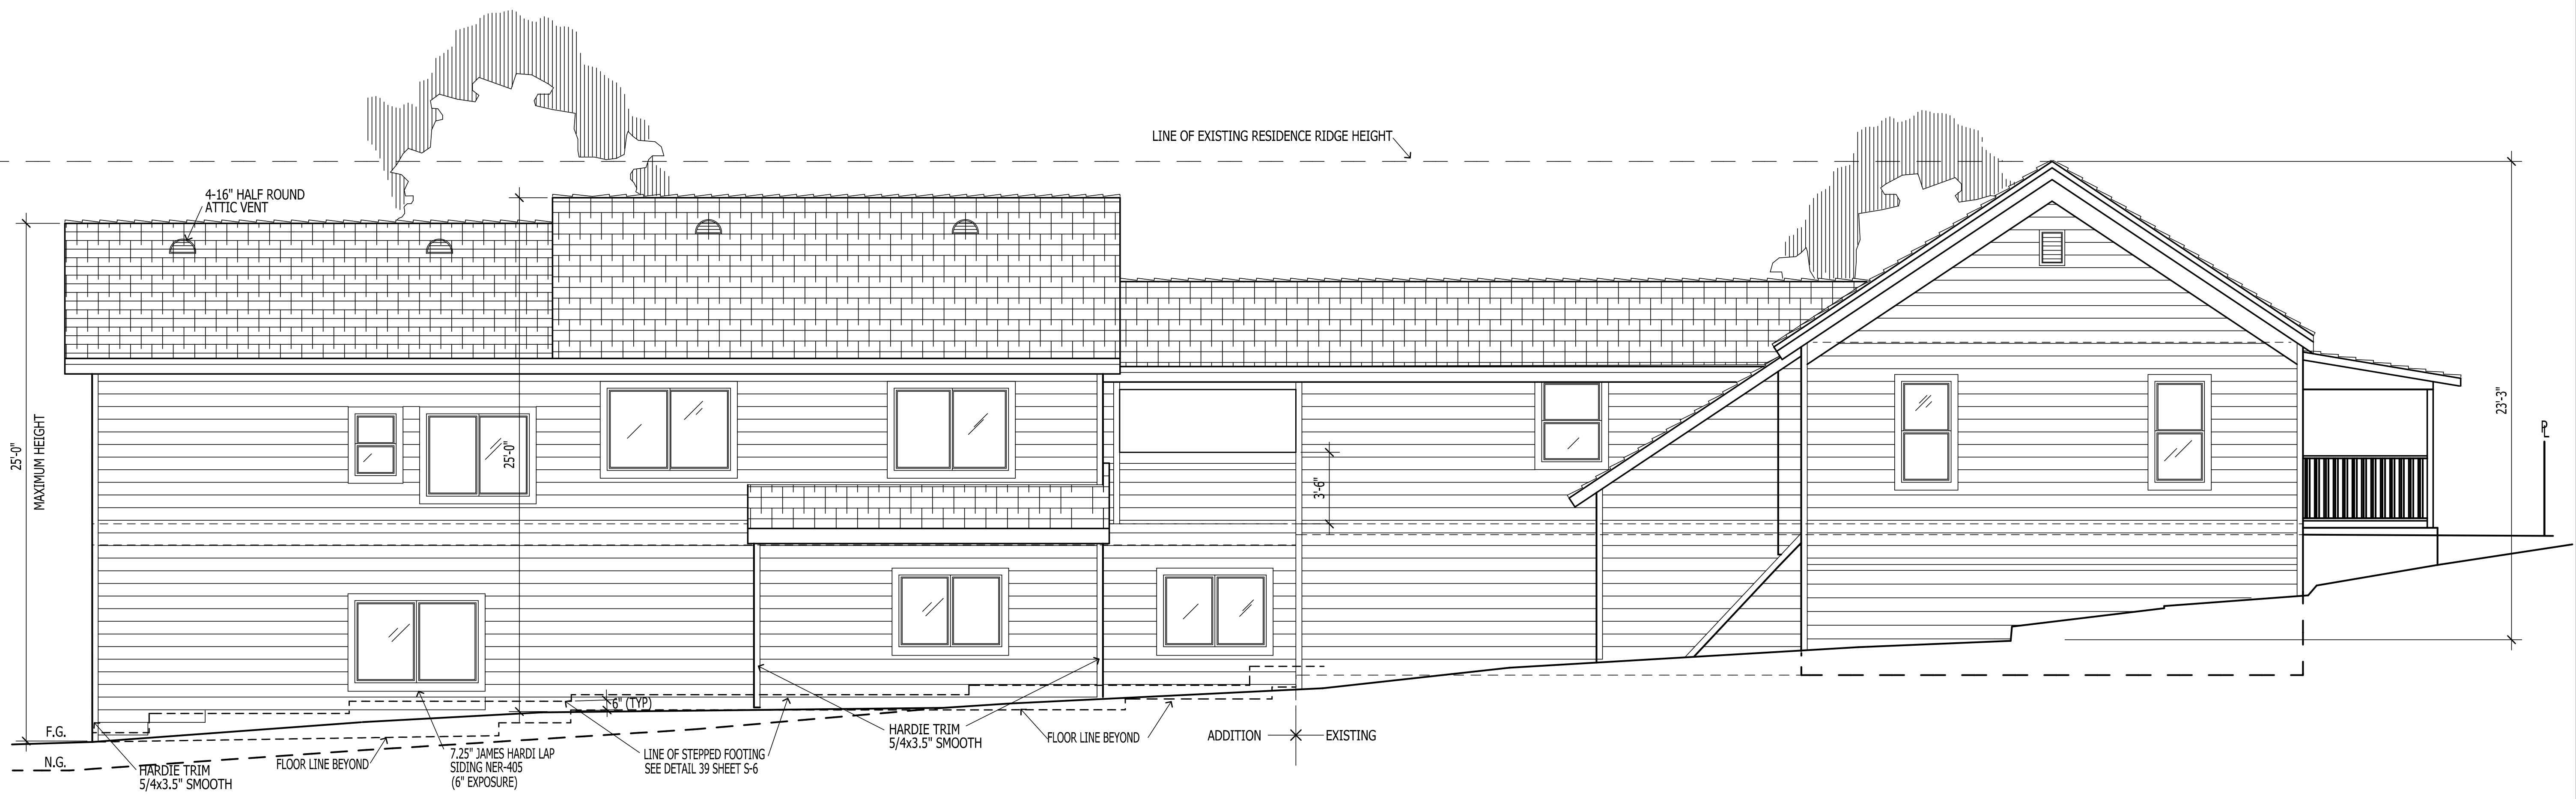 LINE OF EXISTING RESIDENCE RIDGE HEIGHT
4-16" HALF ROUND
ATTIC VENT
25'-0"
MAXIMUM HEIGHT
25'-0"
3'-6"
23'-3"
PL
F.G.
N.G.
HARDIE TRIM
5/4x3.5" SMOOTH
FLOOR LINE BEYOND
7.25" JAMES HARDI LAP
SIDING NER-405
(6" EXPOSURE)
6" (TYP)
LINE OF STEPPED FOOTING
SEE DETAIL 39 SHEET S-6
HARDIE TRIM
5/4x3.5" SMOOTH
FLOOR LINE BEYOND
ADDITION
EXISTING